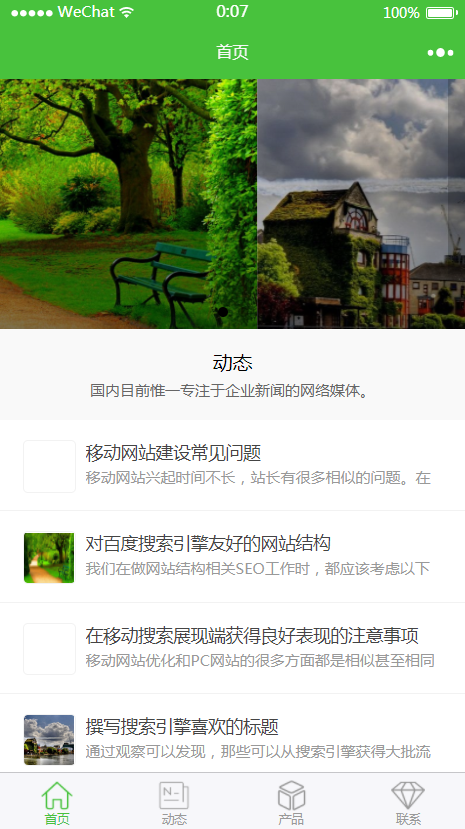 WeChat 0:07 100%
首页
动态
国内目前惟一专注于企业新闻的网络媒体。
移动网站建设常见问题
移动网站兴起时间不长，站长有很多相似的问题。在
对百度搜索引擎友好的网站结构
我们在做网站结构相关SEO工作时，都应该考虑以下
在移动搜索展现端获得良好表现的注意事项
移动网站优化和PC网站的很多方面都是相似甚至相同
撰写搜索引擎喜欢的标题
通过观察可以发现，那些可以从搜索引擎获得大批流
首页 动态 产品 联系